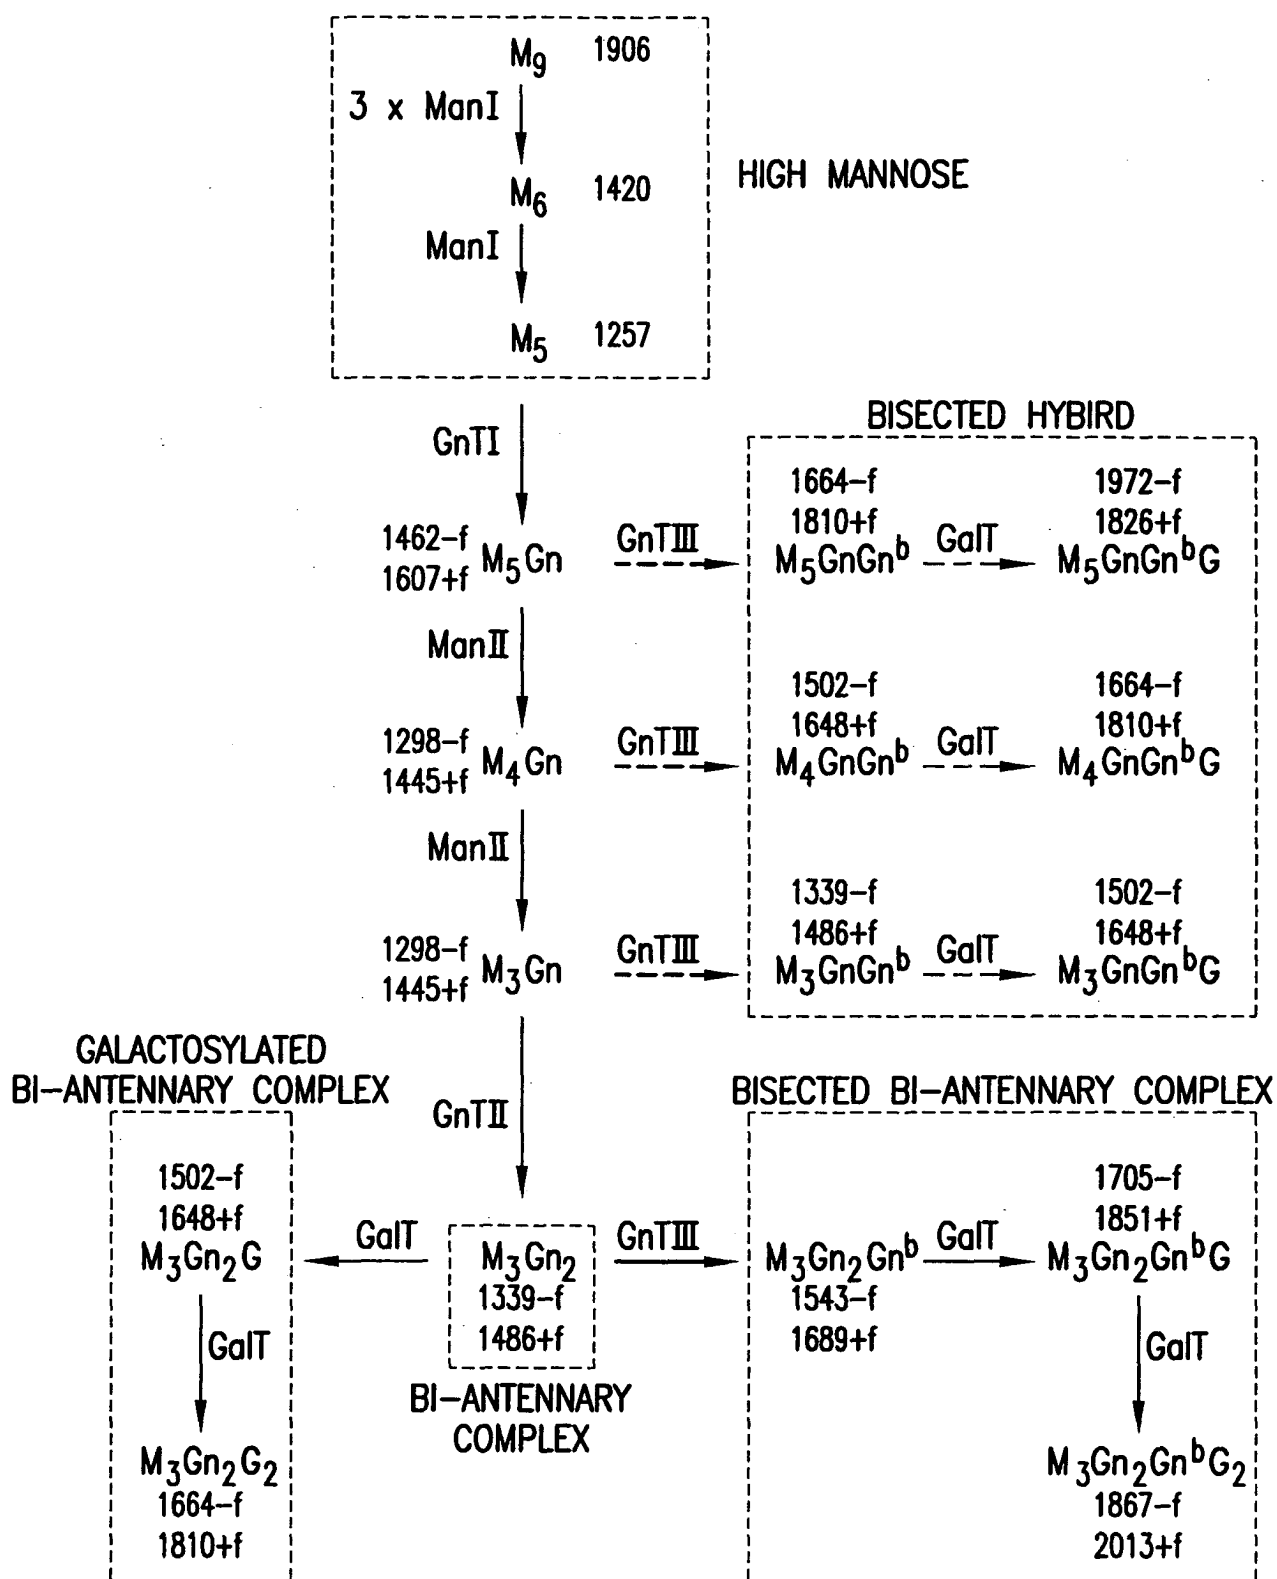 M9 1906
3 x ManI
M6 1420
HIGH MANNOSE
ManI
M5 1257
GnTI
BISECTED HYBIRD
1664-f 1972-f
1810+f 1826+f
1462-f
1607+f
M5Gn GnTIII M5GnGnb GalT M5GnGnbG
ManII
1502-f 1664-f
1648+f 1810+f
1298-f
1445+f
M4Gn GnTIII M4GnGnb GalT M4GnGnbG
ManII
1339-f 1502-f
1486+f 1648+f
1298-f
1445+f
M3Gn GnTIII M3GnGnb GalT M3GnGnbG
GALACTOSYLATED
BI-ANTENNARY COMPLEX
GnTII
BISECTED BI-ANTENNARY COMPLEX
1502-f 1705-f
1648+f 1851+f
M3Gn2G GalT M3Gn2 GnTIII M3Gn2Gnb GalT M3Gn2GnbG
1339-f 1543-f
1486+f 1689+f
GalT GalT
BI-ANTENNARY
COMPLEX
M3Gn2G2 M3Gn2GnbG2
1664-f 1867-f
1810+f 2013+f